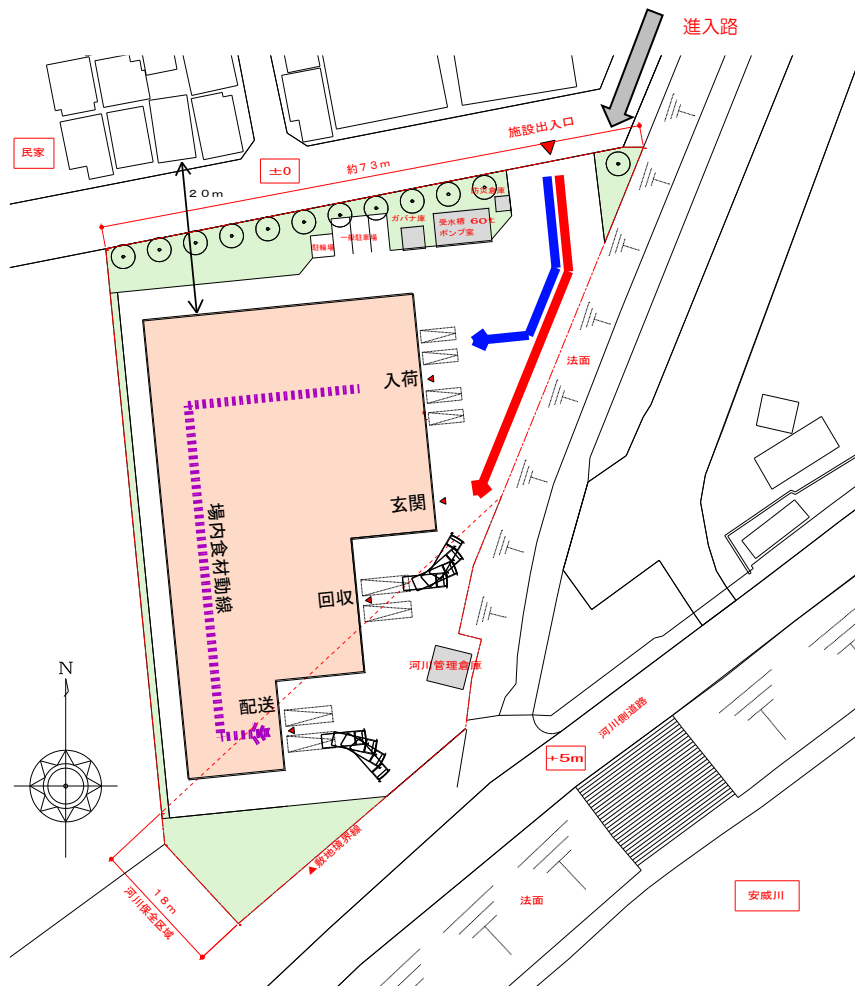 進入路
施設出入口
民家
±0
約73m
20m
防災倉庫
ガバナ庫
受水槽 60t
ポンプ室
一般駐車場
駐輪場
法面
入荷
玄関
場内食材動線
回収
河川管理倉庫
配送
N
河川側道路
+5m
敷地境界線
18m
河川保全区域
法面
安威川